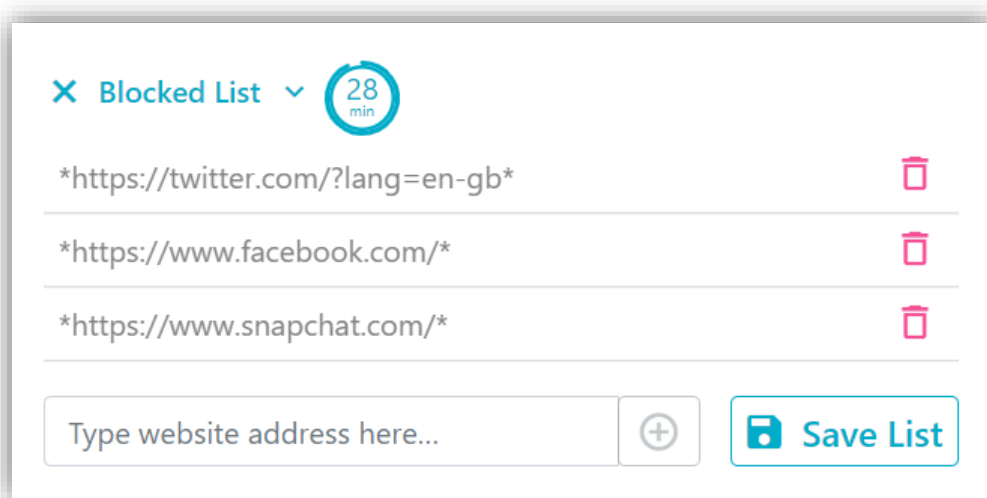 Blocked List
28
min
*https://twitter.com/?lang=en-gb*
*https://www.facebook.com/*
*https://www.snapchat.com/*
Type website address here...
Save List